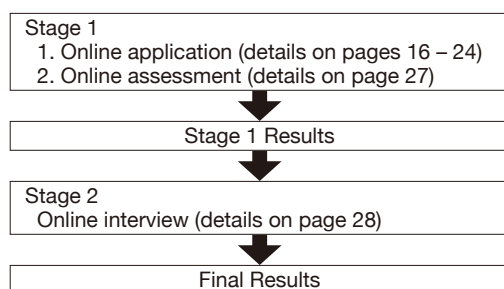 Stage 1
1. Online application (details on pages 16 – 24)
2. Online assessment (details on page 27)
Stage 1 Results
Stage 2
Online interview (details on page 28)
Final Results